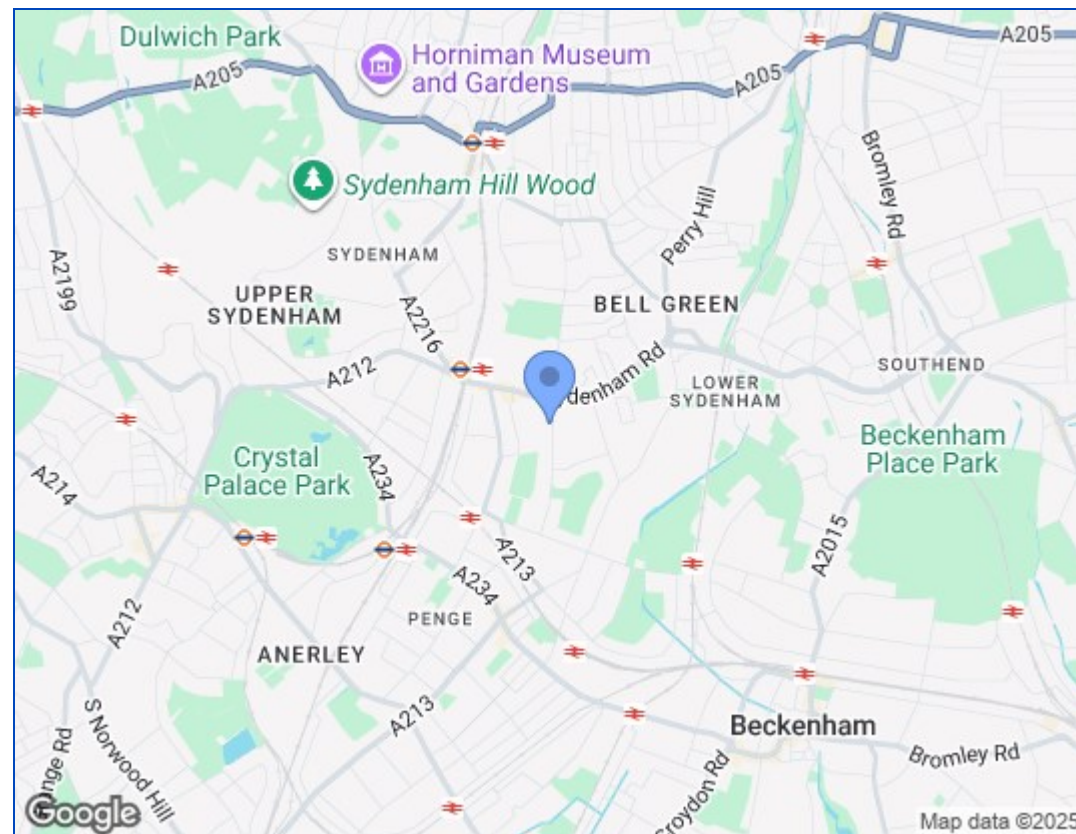 Dulwich Park
Horniman Museum
and Gardens
A205
A205
A205
Sydenham Hill Wood
Bromley Rd
Perry Hill
SYDENHAM
A2199
UPPER
SYDENHAM
A2216
BELL GREEN
A212
denham Rd
LOWER
SYDENHAM
SOUTHEND
Beckenham
Place Park
Crystal
Palace Park
A234
A214
A213
A234
A2015
A212
PENGE
ANERLEY
A213
S Norwood Hill
Beckenham
Bromley Rd
Croydon Rd
Google
Map data ©2025